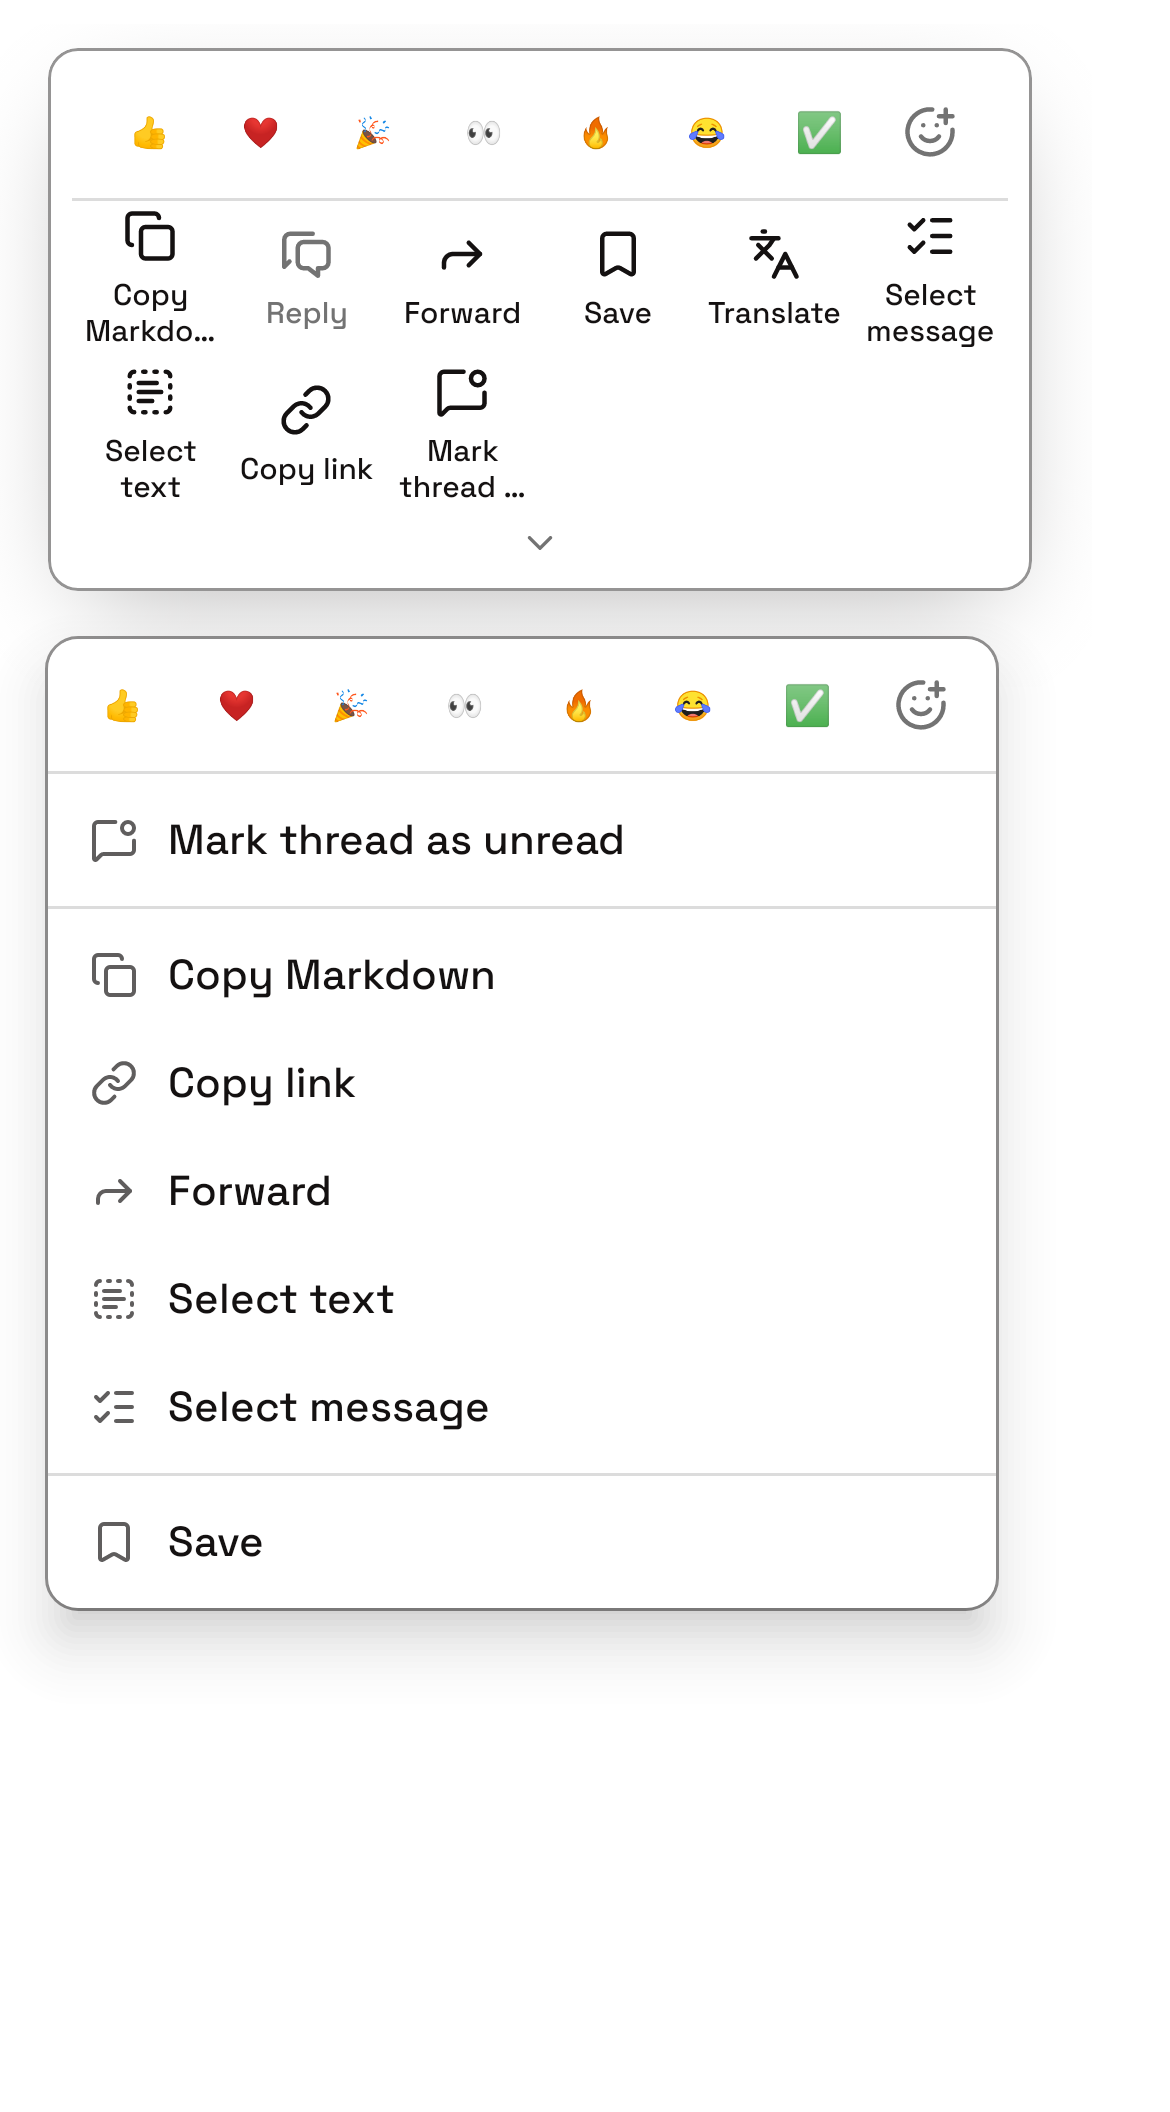 👍 ❤️ 🎉 👀 🔥 😂 ✅
Copy Markdo...
Reply
Forward
Save
Translate
Select message
Select text
Copy link
Mark thread ...
👍 ❤️ 🎉 👀 🔥 😂 ✅
Mark thread as unread
Copy Markdown
Copy link
Forward
Select text
Select message
Save